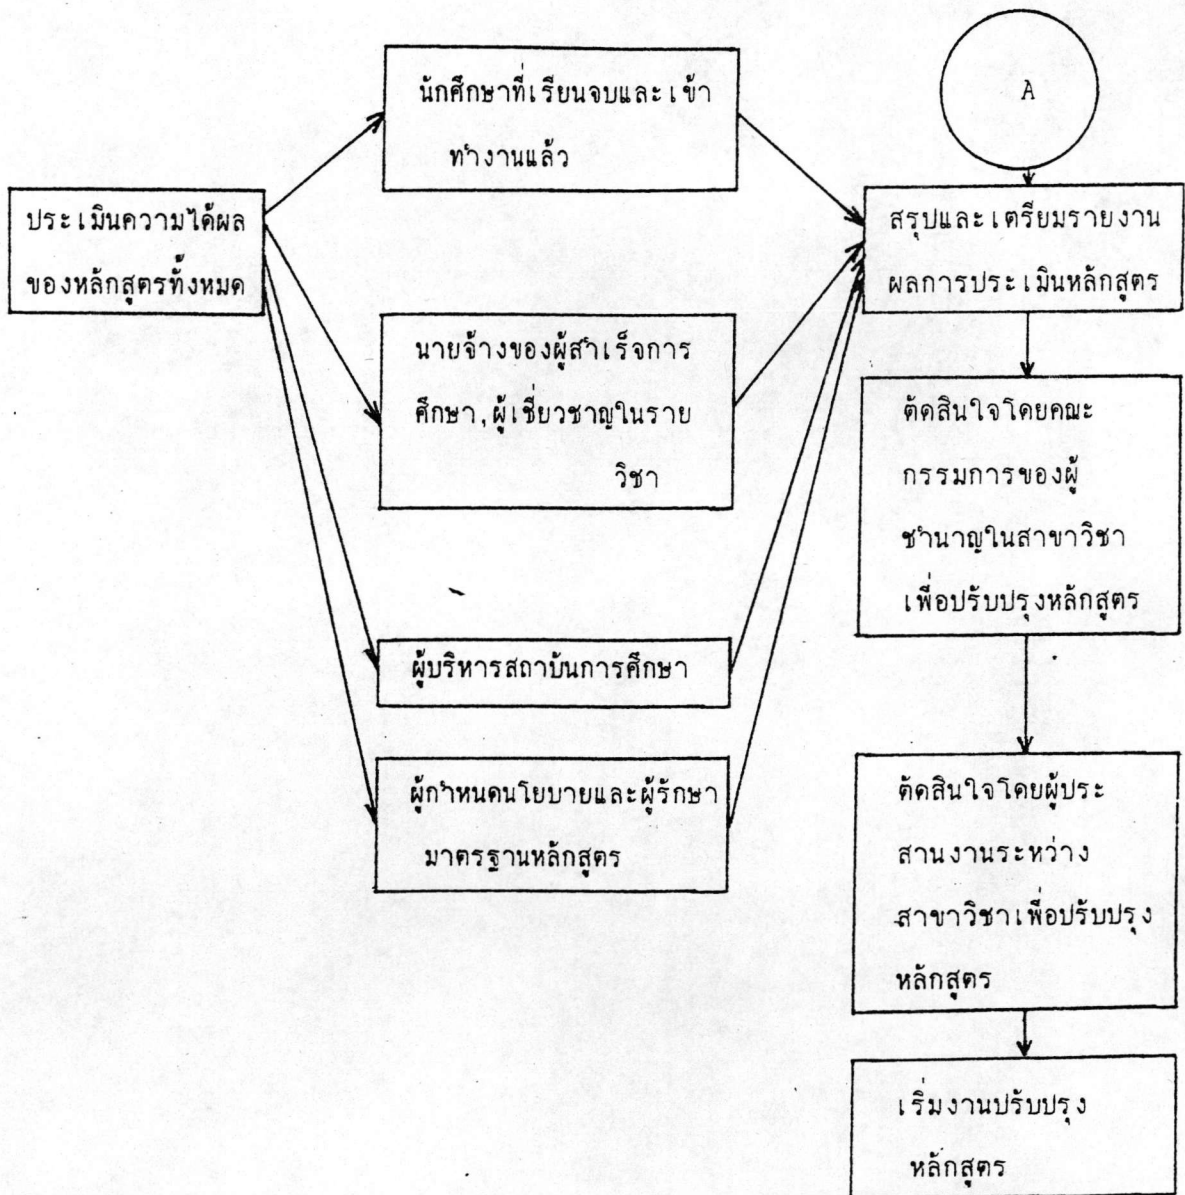 นักศึกษาที่เรียนจบและเข้า
ทำงานแล้ว
A
ประเมินความได้ผล
ของหลักสูตรทั้งหมด
สรุปและเตรียมรายงาน
ผลการประเมินหลักสูตร
นายจ้างของผู้สำเร็จการ
ศึกษา,ผู้เชี่ยวชาญในราย
วิชา
ตัดสินใจโดยคณะ
กรรมการของผู้
ชำนาญในสาขาวิชา
เพื่อปรับปรุงหลักสูตร
ผู้บริหารสถาบันการศึกษา
ผู้กำหนดนโยบายและผู้รักษา
มาตรฐานหลักสูตร
ตัดสินใจโดยผู้ประ
สานงานระหว่าง
สาขาวิชาเพื่อปรับปรุง
หลักสูตร
เริ่มงานปรับปรุง
หลักสูตร